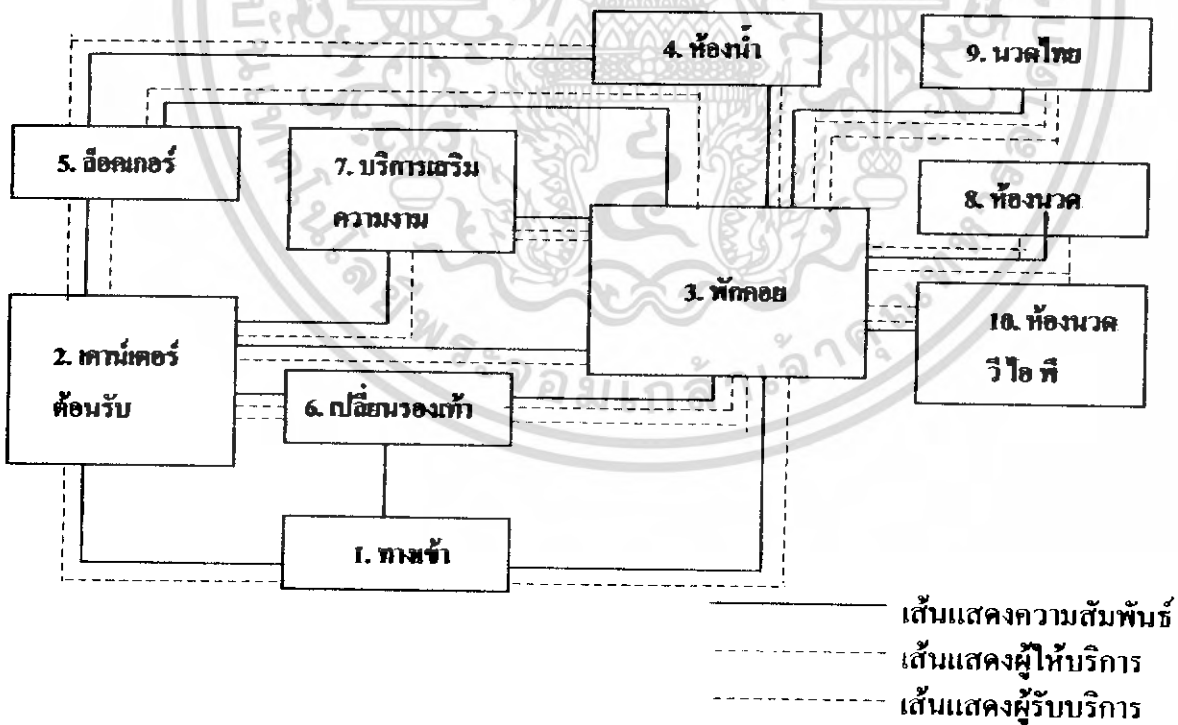 4. ห้องน้ำ
9. นวดไทย
5. ล็อคเกอร์
7. บริการเสริม
ความงาม
8. ห้องนวด
3. พักคอย
2. เคาน์เตอร์
ต้อนรับ
10. ห้องนวด
วี ไอ พี
6. เปลี่ยนรองเท้า
1. ทางเข้า
เส้นแสดงความสัมพันธ์
เส้นแสดงผู้ให้บริการ
เส้นแสดงผู้รับบริการ